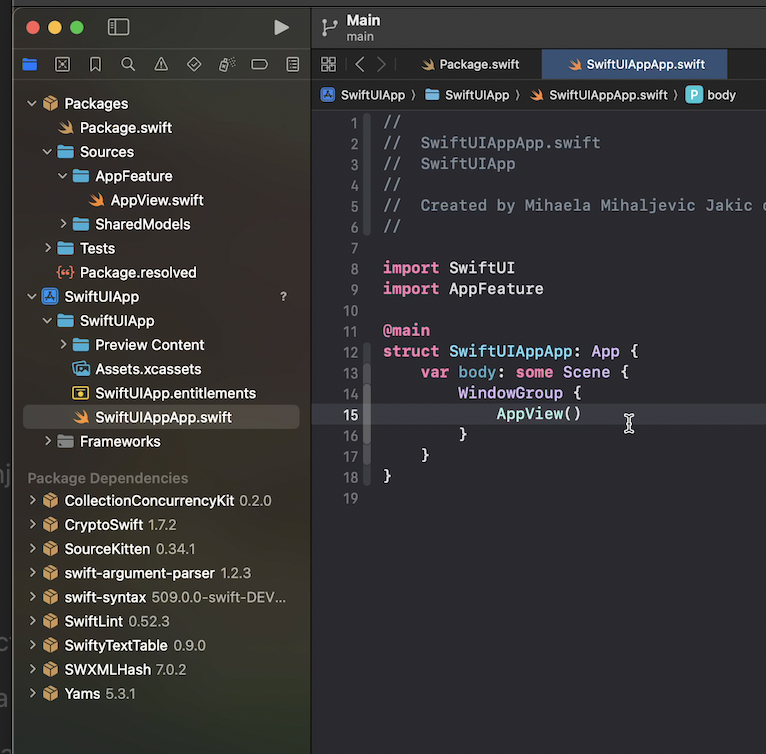 Main
main
Package.swift
SwiftUIAppApp.swift
SwiftUIApp
SwiftUIApp
SwiftUIAppApp.swift
P
body
Packages
Package.swift
Sources
AppFeature
AppView.swift
SharedModels
Tests
Package.resolved
SwiftUIApp ?
SwiftUIApp
Preview Content
Assets.xcassets
SwiftUIApp.entitlements
SwiftUIAppApp.swift
Frameworks
Package Dependencies
CollectionConcurrencyKit 0.2.0
CryptoSwift 1.7.2
SourceKitten 0.34.1
swift-argument-parser 1.2.3
swift-syntax 509.0.0-swift-DEV...
SwiftLint 0.52.3
SwiftyTextTable 0.9.0
SWXMLHash 7.0.2
Yams 5.3.1
1 //
2 //  SwiftUIAppApp.swift
3 //  SwiftUIApp
4 //
5 //  Created by Mihaela Mihaljevic Jakic
6 //
7
8 import SwiftUI
9 import AppFeature
10
11 @main
12 struct SwiftUIAppApp: App {
13     var body: some Scene {
14         WindowGroup {
15             AppView()
16         }
17     }
18 }
19